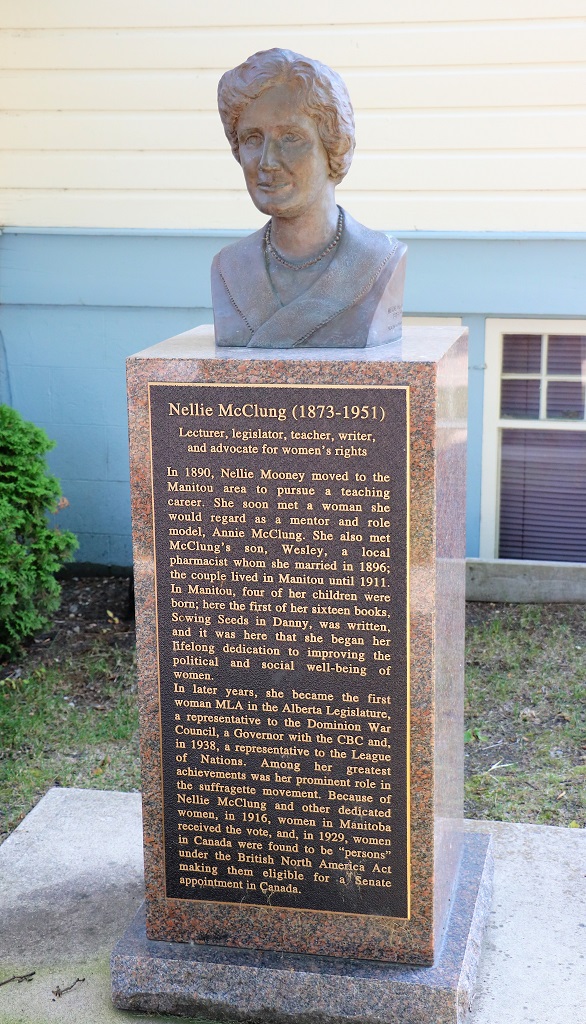 Nellie McClung (1873-1951)
Lecturer, legislator, teacher, writer,
and advocate for women's rights
In 1890, Nellie Mooney moved to the
Manitou area to pursue a teaching
career. She soon met a woman she
would regard as a mentor and role
model, Annie McClung. She also met
McClung's son, Wesley, a local
pharmacist whom she married in 1896;
the couple lived in Manitou until 1911.
In Manitou, four of her children were
born; here the first of her sixteen books,
Sowing Seeds in Danny, was written,
and it was here that she began her
lifelong dedication to improving the
political and social well-being of
women.
In later years, she became the first
woman MLA in the Alberta Legislature,
a representative to the Dominion War
Council, a Governor with the CBC and,
in 1938, a representative to the League
of Nations. Among her greatest
achievements was her prominent role in
the suffragette movement. Because of
Nellie McClung and other dedicated
women, in 1916, women in Manitoba
received the vote, and, in 1929, women
in Canada were found to be "persons"
under the British North America Act
making them eligible for a Senate
appointment in Canada.